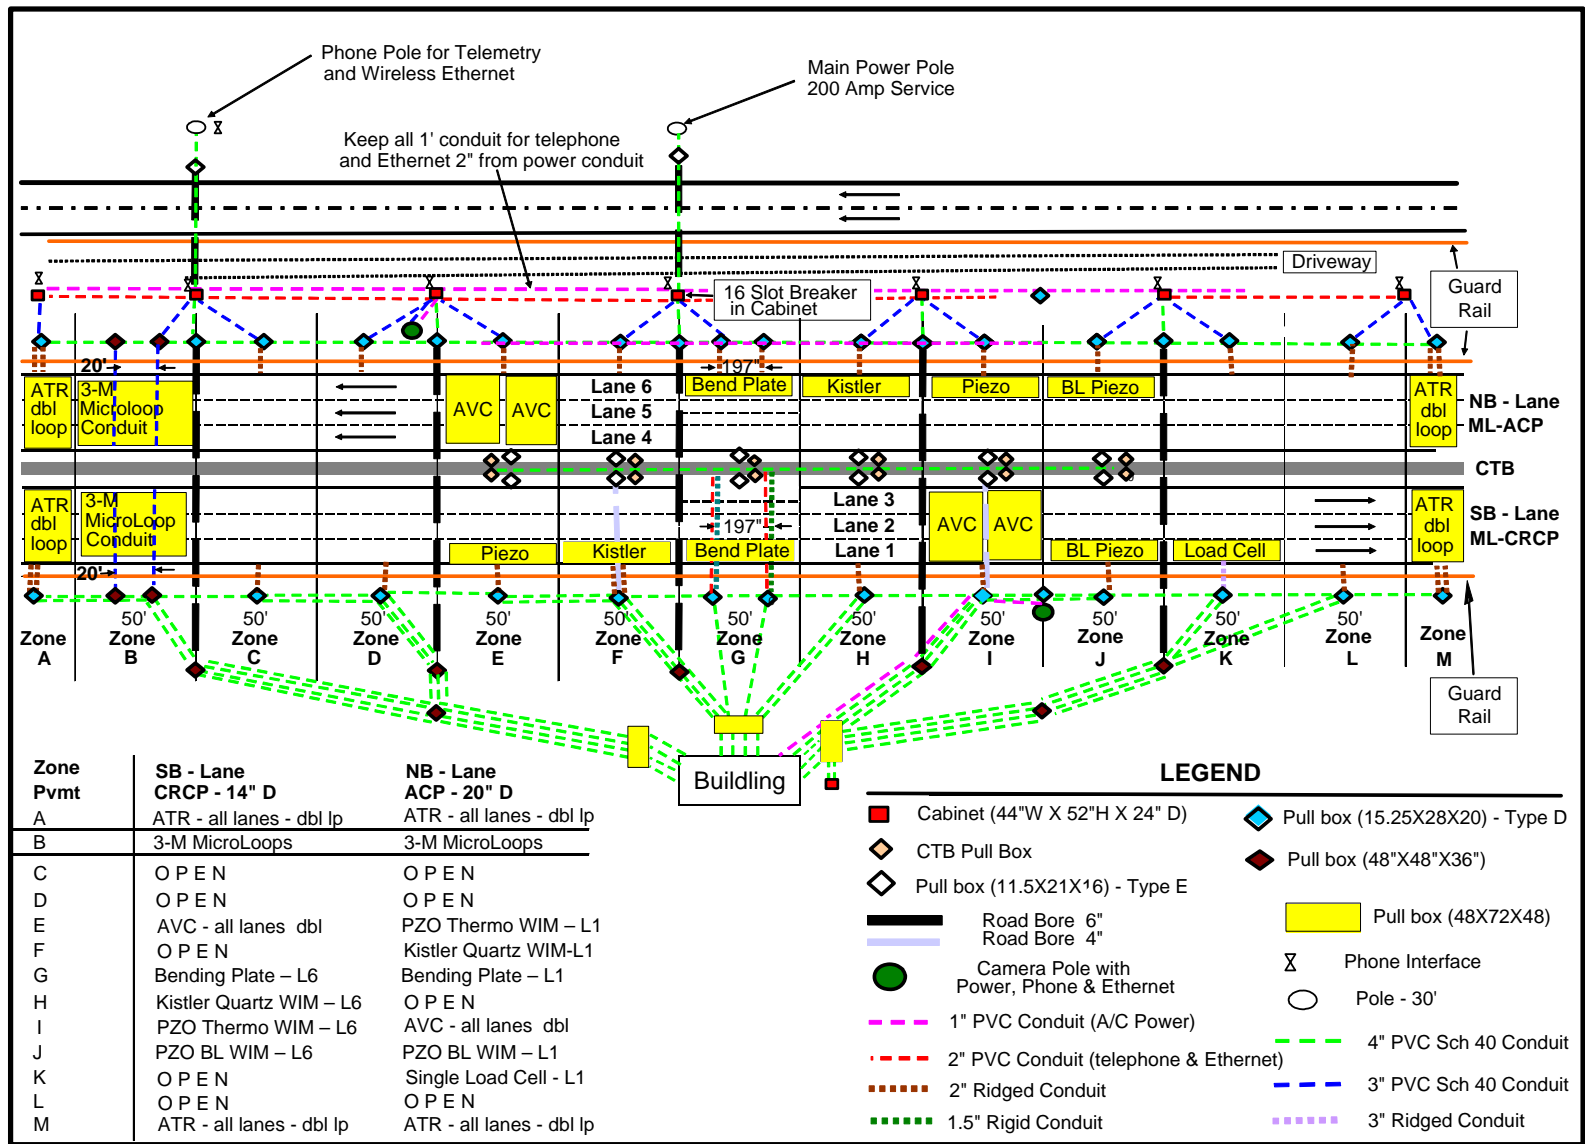 Phone Pole for Telemetry
and Wireless Ethernet
Main Power Pole
200 Amp Service
Keep all 1' conduit for telephone
and Ethernet 2" from power conduit
Driveway
Guard
Rail
16 Slot Breaker
in Cabinet
20'
197"
ATR
dbl
loop
3-M
Microloop
Conduit
AVC
AVC
Lane 6
Lane 5
Lane 4
Bend Plate
Kistler
Piezo
BL Piezo
ATR
dbl
loop
NB - Lane
ML-ACP
CTB
ATR
dbl
loop
3-M
MicroLoop
Conduit
Piezo
Kistler
197"
Bend Plate
Lane 3
Lane 2
Lane 1
AVC
AVC
BL Piezo
Load Cell
ATR
dbl
loop
SB - Lane
ML-CRCP
20'
Zone
A
50'
Zone
B
50'
Zone
C
50'
Zone
D
50'
Zone
E
50'
Zone
F
50'
Zone
G
50'
Zone
H
50'
Zone
I
50'
Zone
J
50'
Zone
K
50'
Zone
L
Zone
M
Guard
Rail
Buildling
Zone SB - Lane NB - Lane
Pvmt CRCP - 14" D ACP - 20" D
A ATR - all lanes - dbl lp ATR - all lanes - dbl lp
B 3-M MicroLoops 3-M MicroLoops
C O P E N O P E N
D O P E N O P E N
E AVC - all lanes dbl PZO Thermo WIM – L1
F O P E N Kistler Quartz WIM-L1
G Bending Plate – L6 Bending Plate – L1
H Kistler Quartz WIM – L6 O P E N
I PZO Thermo WIM – L6 AVC - all lanes dbl
J PZO BL WIM – L6 PZO BL WIM – L1
K O P E N Single Load Cell - L1
L O P E N O P E N
M ATR - all lanes - dbl lp ATR - all lanes - dbl lp
LEGEND
Cabinet (44"W X 52"H X 24" D)
CTB Pull Box
Pull box (11.5X21X16) - Type E
Road Bore 6"
Road Bore 4"
Camera Pole with
Power, Phone & Ethernet
1" PVC Conduit (A/C Power)
2" PVC Conduit (telephone & Ethernet)
2" Ridged Conduit
1.5" Rigid Conduit
Pull box (15.25X28X20) - Type D
Pull box (48"X48"X36")
Pull box (48X72X48)
Phone Interface
Pole - 30'
4" PVC Sch 40 Conduit
3" PVC Sch 40 Conduit
3" Ridged Conduit